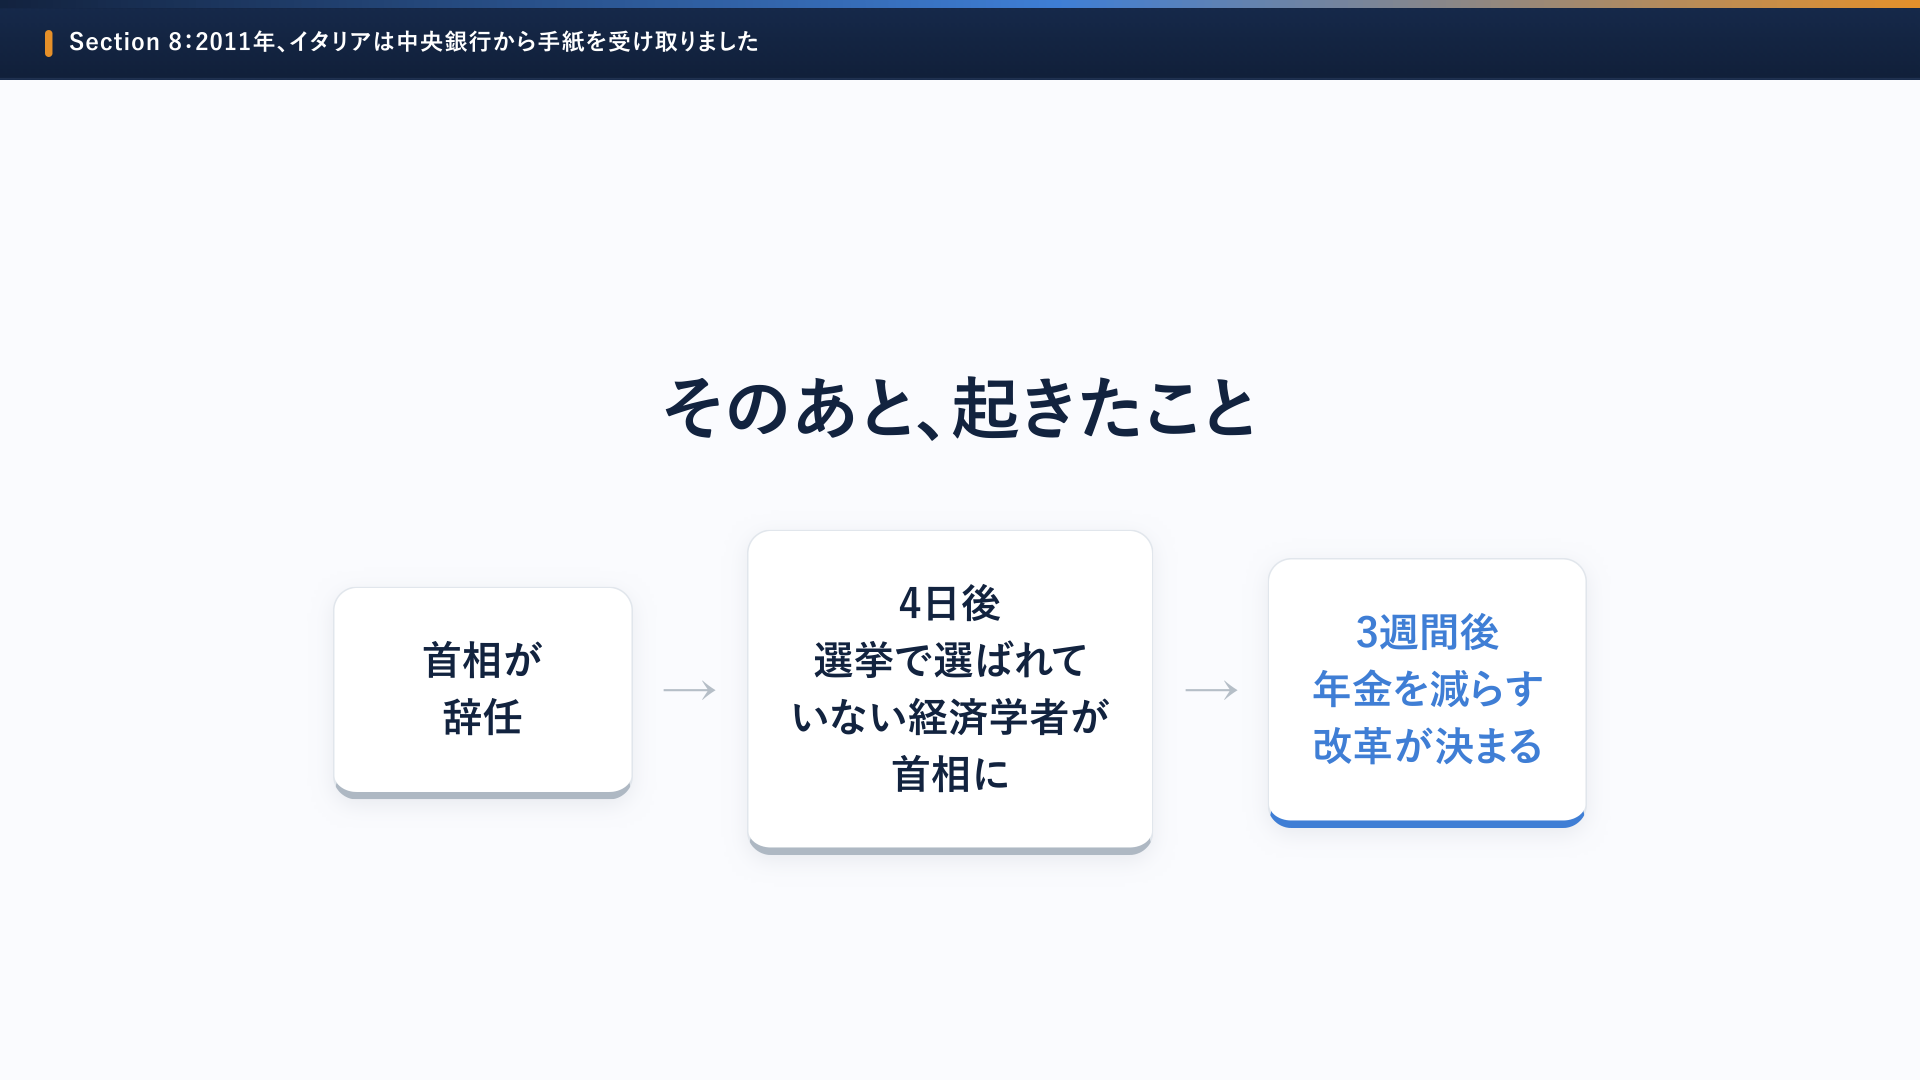 Section 8：2011年、イタリアは中央銀行から手紙を受け取りました
そのあと、起きたこと
首相が
辞任
4日後
選挙で選ばれて
いない経済学者が
首相に
3週間後
年金を減らす
改革が決まる